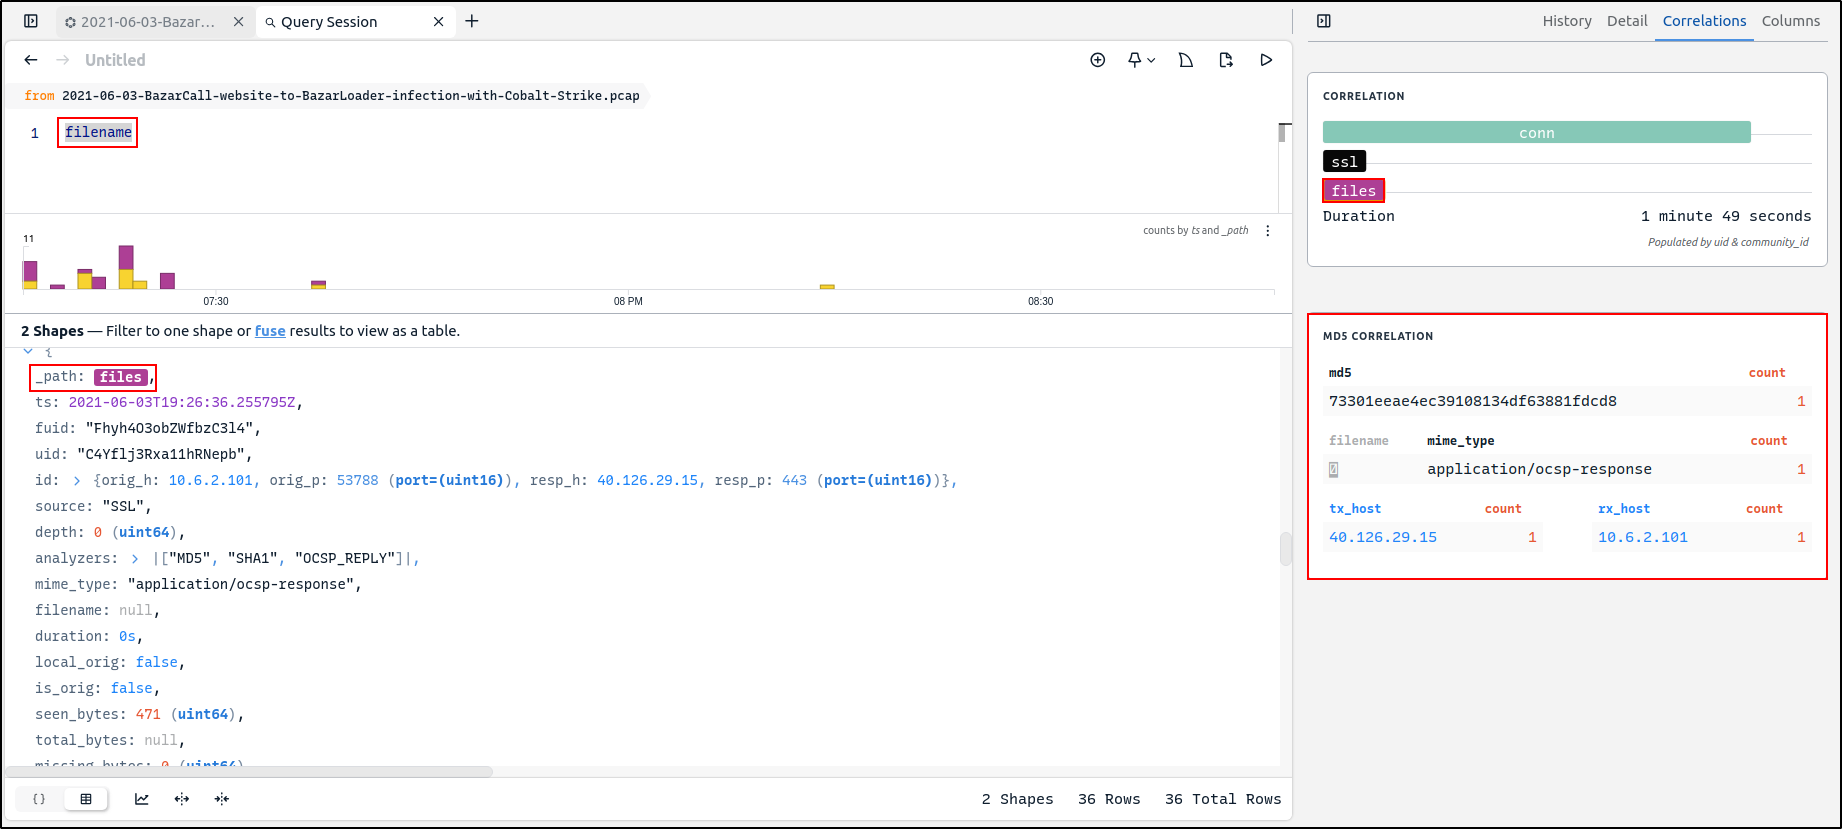 2021-06-03-Bazar...
Query Session
History Detail Correlations Columns
Untitled
from 2021-06-03-BazarCall-website-to-BazarLoader-infection-with-Cobalt-Strike.pcap
1 filename
11
counts by ts and _path
07:30
08 PM
08:30
2 Shapes — Filter to one shape or fuse results to view as a table.
{
_path: files,
ts: 2021-06-03T19:26:36.255795Z,
fuid: "Fhyh4O3obZWfbzC3l4",
uid: "C4Yflj3Rxa11hRNepb",
id: > {orig_h: 10.6.2.101, orig_p: 53788 (port=(uint16)), resp_h: 40.126.29.15, resp_p: 443 (port=(uint16))},
source: "SSL",
depth: 0 (uint64),
analyzers: > |["MD5", "SHA1", "OCSP_REPLY"]|,
mime_type: "application/ocsp-response",
filename: null,
duration: 0s,
local_orig: false,
is_orig: false,
seen_bytes: 471 (uint64),
total_bytes: null,
missing_bytes: 0 (uint64)
{} 
2 Shapes 36 Rows 36 Total Rows
CORRELATION
conn
ssl
files
Duration 1 minute 49 seconds
Populated by uid & community_id
MD5 CORRELATION
md5 count
73301eeae4ec39108134df63881fdcd8 1
filename mime_type count
0 application/ocsp-response 1
tx_host count rx_host count
40.126.29.15 1 10.6.2.101 1